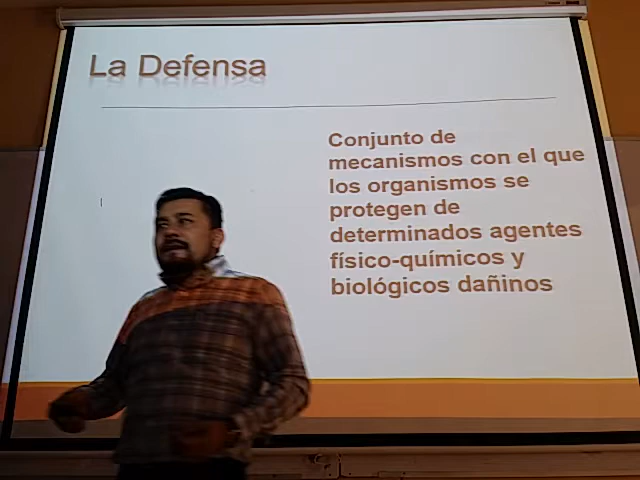 La Defensa
Conjunto de
mecanismos con el que
los organismos se
protegen de
determinados agentes
físico-químicos y
biológicos dañinos